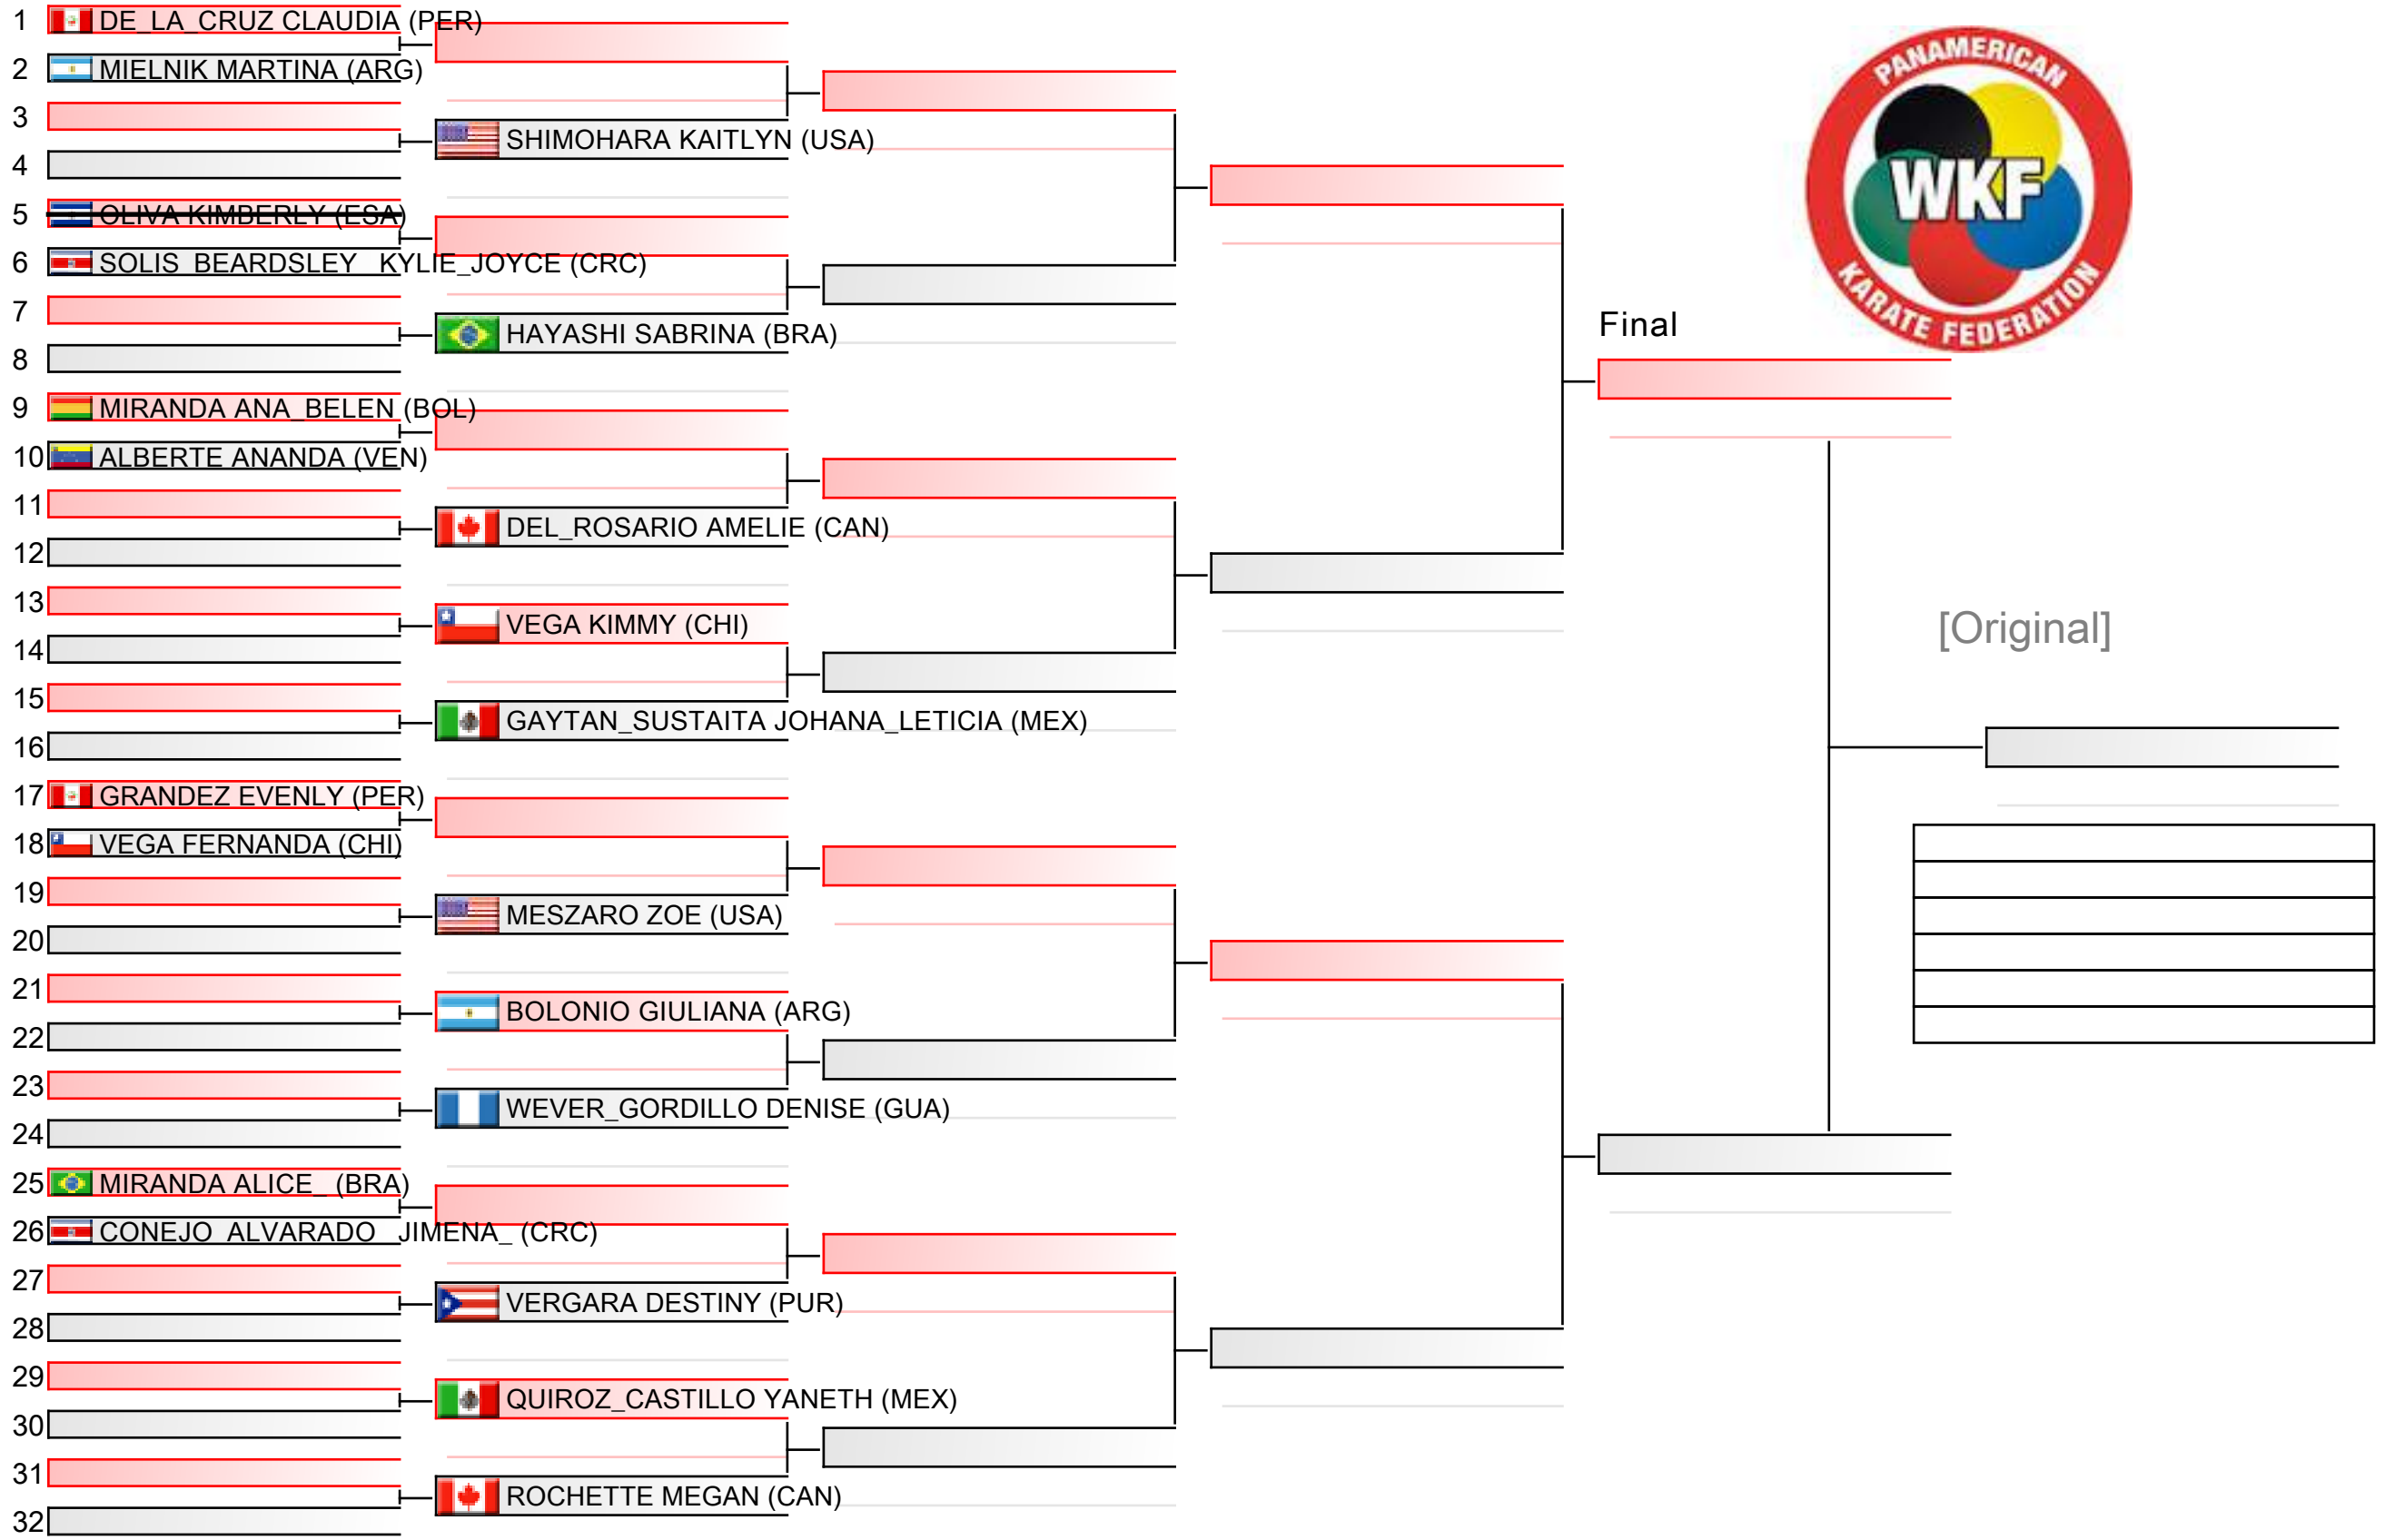 1 DE_LA_CRUZ CLAUDIA (PER)
2 MIELNIK MARTINA (ARG)
3
SHIMOHARA KAITLYN (USA)
4
5 OLIVA KIMBERLY (ESA)
6 SOLIS_BEARDSLEY_ KYLIE_JOYCE (CRC)
7
HAYASHI SABRINA (BRA)
8
9 MIRANDA ANA_BELEN (BOL)
10 ALBERTE ANANDA (VEN)
11
DEL_ROSARIO AMELIE (CAN)
12
13
VEGA KIMMY (CHI)
14
15
GAYTAN_SUSTAITA JOHANA_LETICIA (MEX)
16
17 GRANDEZ EVENLY (PER)
18 VEGA FERNANDA (CHI)
19
MESZARO ZOE (USA)
20
21
BOLONIO GIULIANA (ARG)
22
23
WEVER_GORDILLO DENISE (GUA)
24
25 MIRANDA ALICE_ (BRA)
26 CONEJO_ALVARADO_ JIMENA_ (CRC)
27
VERGARA DESTINY (PUR)
28
29
QUIROZ_CASTILLO YANETH (MEX)
30
31
ROCHETTE MEGAN (CAN)
32
Final
PANAMERICAN
WKF
KARATE FEDERATION
[Original]